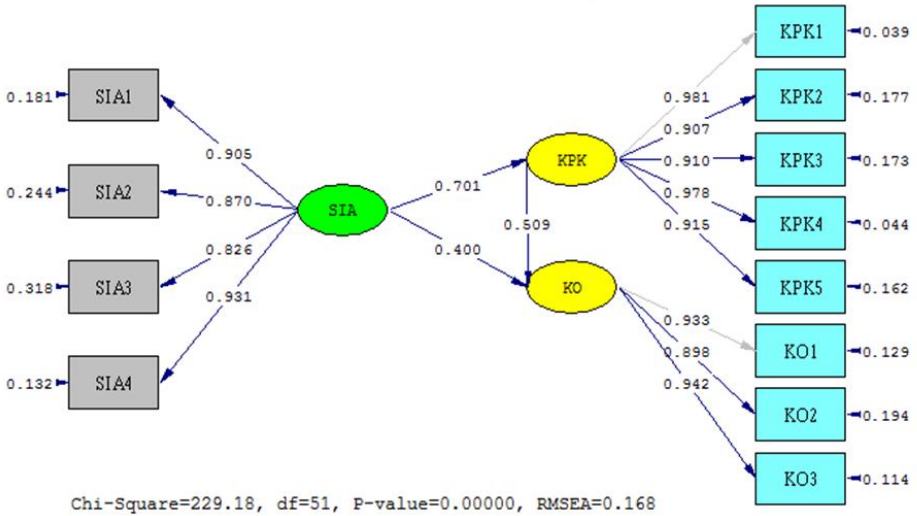 KPK1
0.039
0.181
SIA1
KPK2
0.177
0.981
0.907
0.905
KPK
KPK3
0.173
0.910
0.244
SIA2
0.870
0.701
0.978
SIA
0.509
KPK4
0.044
0.915
0.826
0.400
0.318
SIA3
0.931
KO
KPK5
0.162
0.933
KO1
0.129
0.898
0.132
SIA4
0.942
KO2
0.194
KO3
0.114
Chi-Square=229.18, df=51, P-value=0.00000, RMSEA=0.168